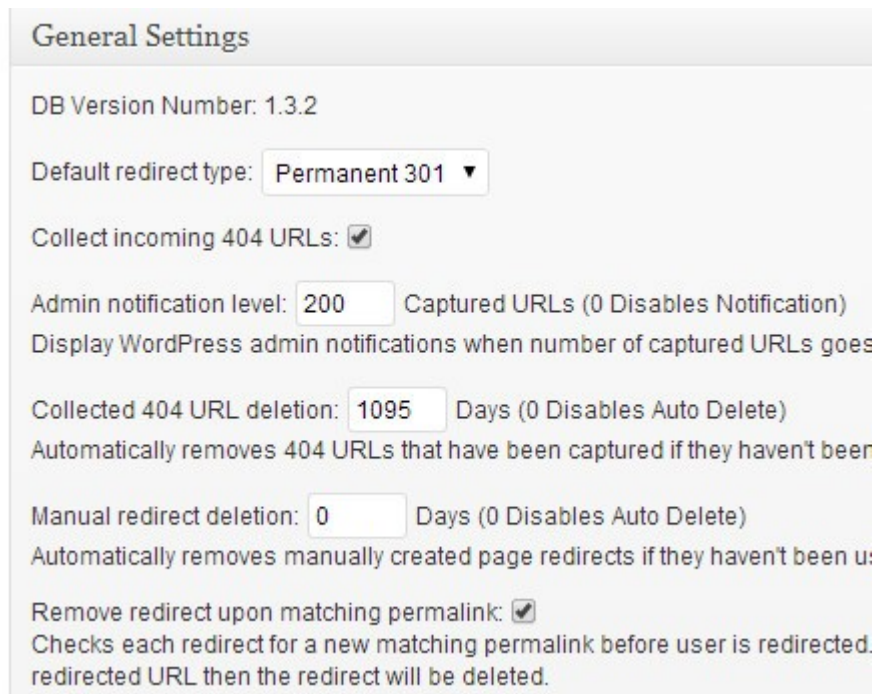 General Settings
DB Version Number: 1.3.2
Default redirect type: Permanent 301
Collect incoming 404 URLs:
Admin notification level: 200 Captured URLs (0 Disables Notification)
Display WordPress admin notifications when number of captured URLs goes
Collected 404 URL deletion: 1095 Days (0 Disables Auto Delete)
Automatically removes 404 URLs that have been captured if they haven't been
Manual redirect deletion: 0 Days (0 Disables Auto Delete)
Automatically removes manually created page redirects if they haven't been
Remove redirect upon matching permalink:
Checks each redirect for a new matching permalink before user is redirected.
redirected URL then the redirect will be deleted.